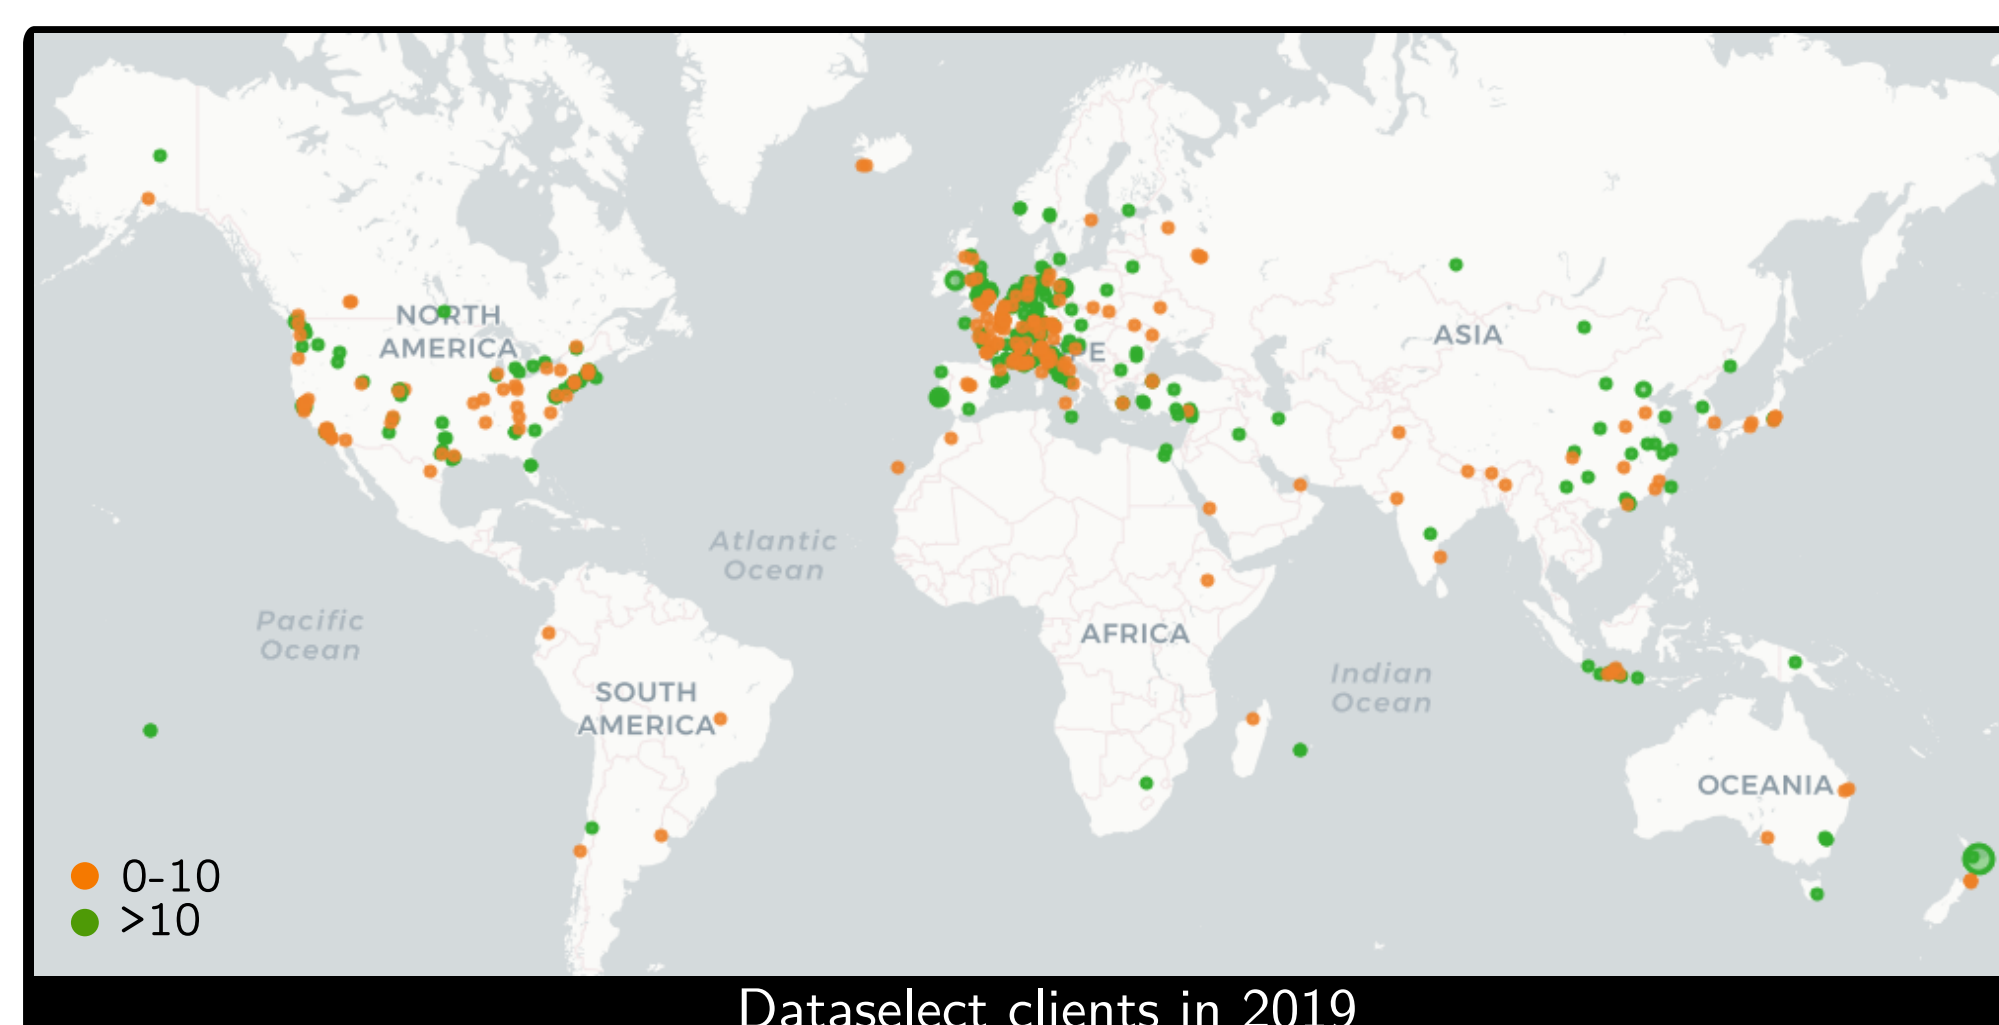 NORTH
AMERICA
PE
ASIA
Atlantic
Ocean
Pacific
Ocean
AFRICA
SOUTH
AMERICA
Indian
Ocean
OCEANIA
0-10
>10
Dataselect clients in 2019